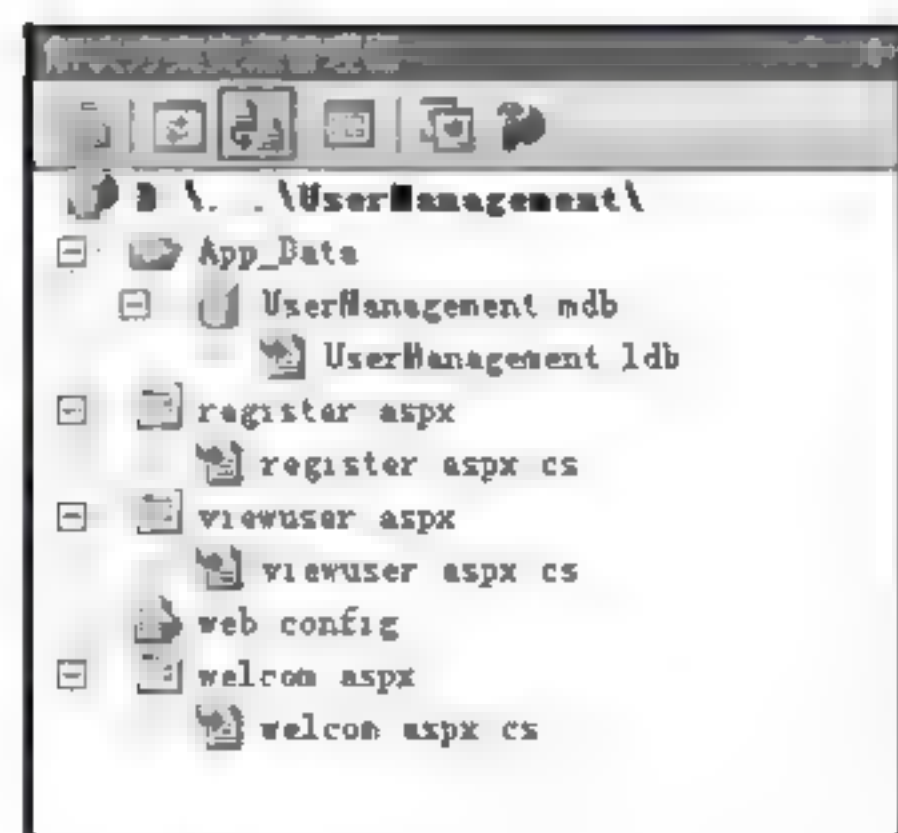 \. . \UserManagement\
App_Data
UserManagement mdb
UserManagement ldb
register aspx
register aspx cs
viewuser aspx
viewuser aspx cs
web config
welcom aspx
welcom aspx cs